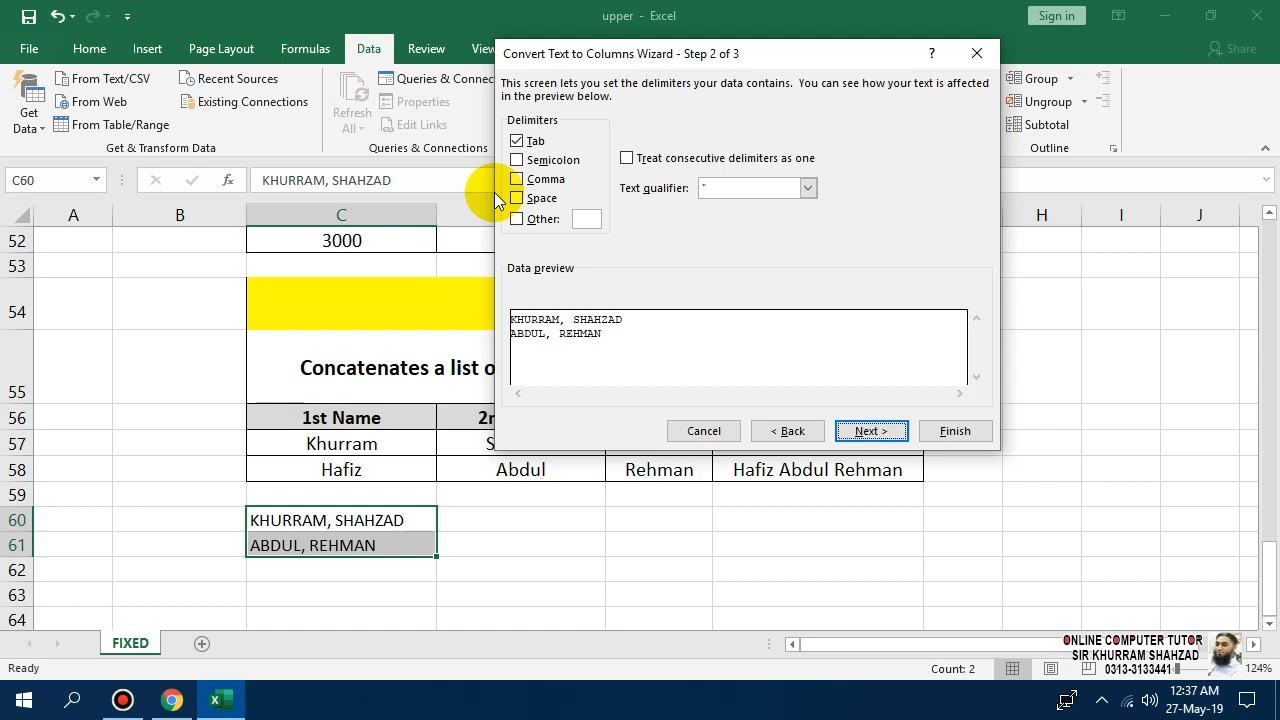 upper - Excel
Sign in
File
Home
Insert
Page Layout
Formulas
Data
Review
View
Share
Get
Data
From Text/CSV
From Web
From Table/Range
Recent Sources
Existing Connections
Get & Transform Data
Refresh
All
Queries & Connec
Properties
Edit Links
Queries & Connections
Group
Ungroup
Subtotal
Outline
Convert Text to Columns Wizard - Step 2 of 3
This screen lets you set the delimiters your data contains. You can see how your text is affected
in the preview below.
Delimiters
Tab
Semicolon
Comma
Space
Other:
Treat consecutive delimiters as one
Text qualifier: "
Data preview
KHURRAM, SHAHZAD
ABDUL, REHMAN
Cancel
< Back
Next >
Finish
C60
fx
KHURRAM, SHAHZAD
A B C H I J
52 3000
53
54
55 Concatenates a list o
56 1st Name 2n
57 Khurram S
58 Hafiz Abdul Rehman Hafiz Abdul Rehman
59
60 KHURRAM, SHAHZAD
61 ABDUL, REHMAN
62
63
64
FIXED
ONLINE COMPUTER TUTOR
SIR KHURRAM SHAHZAD
0313-3133441
Ready
Count: 2
124%
12:37 AM
27-May-19